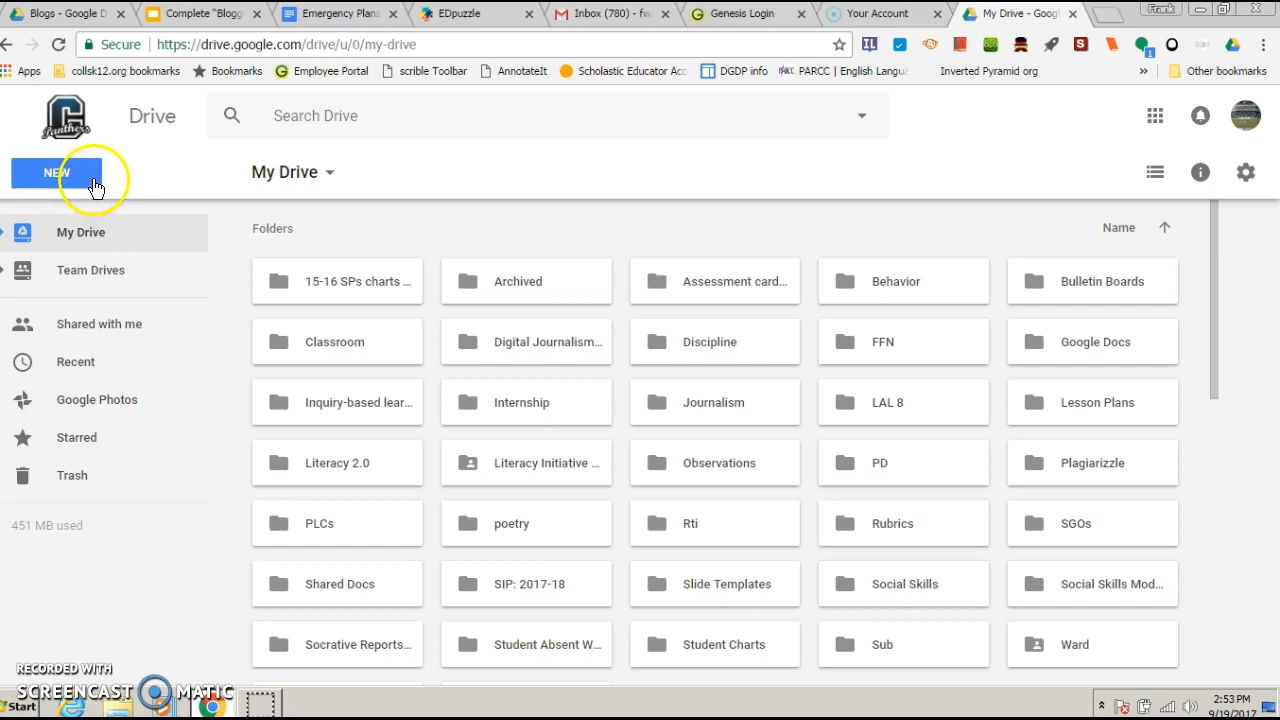 Blogs - Google D
Complete "Blogg
Emergency Plans
EDpuzzle
Inbox (780) - fw
Genesis Login
Your Account
My Drive - Goog
Frank
Secure
https://drive.google.com/drive/u/0/my-drive
Apps
collsk12.org bookmarks
Bookmarks
Employee Portal
scrible Toolbar
AnnotateIt
Scholastic Educator Acc
DGDP info
PARCC | English Langua
Inverted Pyramid org
»
Other bookmarks
C
Panthers
Drive
Search Drive
NEW
My Drive
My Drive
Team Drives
Shared with me
Recent
Google Photos
Starred
Trash
451 MB used
Folders
Name
15-16 SPs charts ...
Archived
Assessment card...
Behavior
Bulletin Boards
Classroom
Digital Journalism...
Discipline
FFN
Google Docs
Inquiry-based lear...
Internship
Journalism
LAL 8
Lesson Plans
Literacy 2.0
Literacy Initiative ...
Observations
PD
Plagiarizzle
PLCs
poetry
Rti
Rubrics
SGOs
Shared Docs
SIP: 2017-18
Slide Templates
Social Skills
Social Skills Mod...
Socrative Reports...
Student Absent W...
Student Charts
Sub
Ward
RECORDED WITH
SCREENCAST MATIC
Start
2:53 PM
9/19/2017